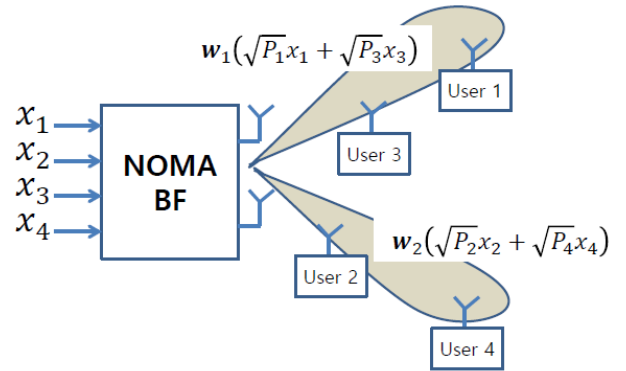 w₁(√P₁x₁ + √P₃x₃)
User 1
x₁
x₂
x₃
x₄
NOMA
BF
User 3
w₂(√P₂x₂ + √P₄x₄)
User 2
User 4